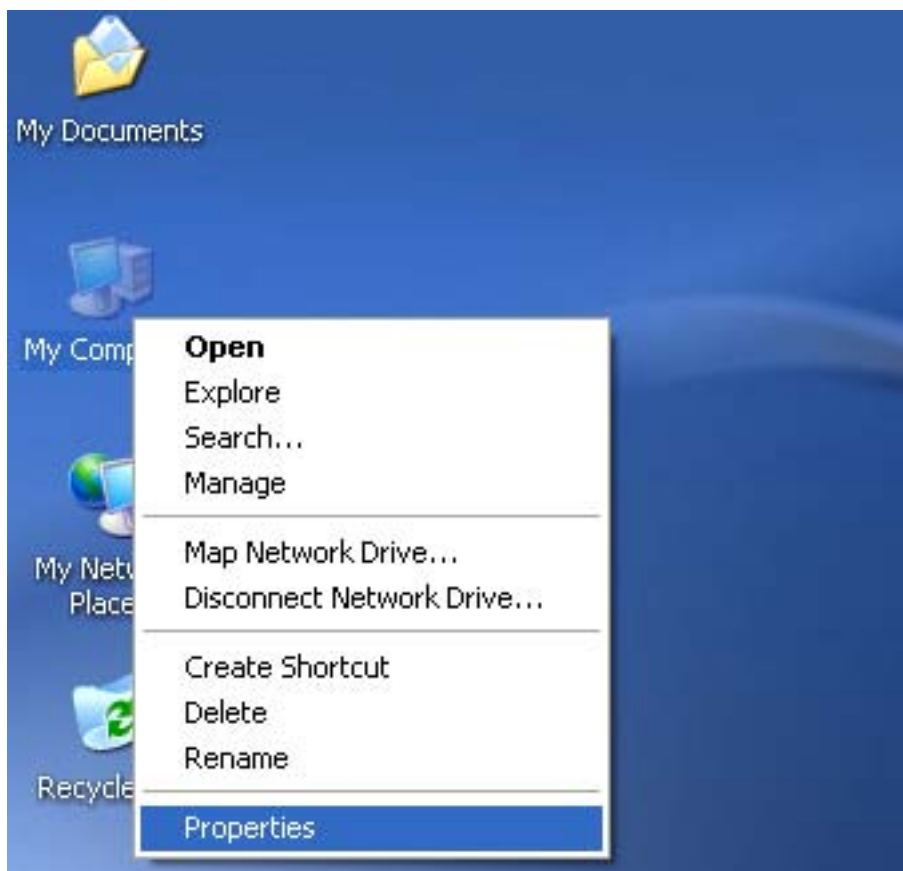 My Documents
My Comp
Open
Explore
Search...
Manage
Map Network Drive...
My Netw
Disconnect Network Drive...
Place
Create Shortcut
Delete
Rename
Recycle
Properties